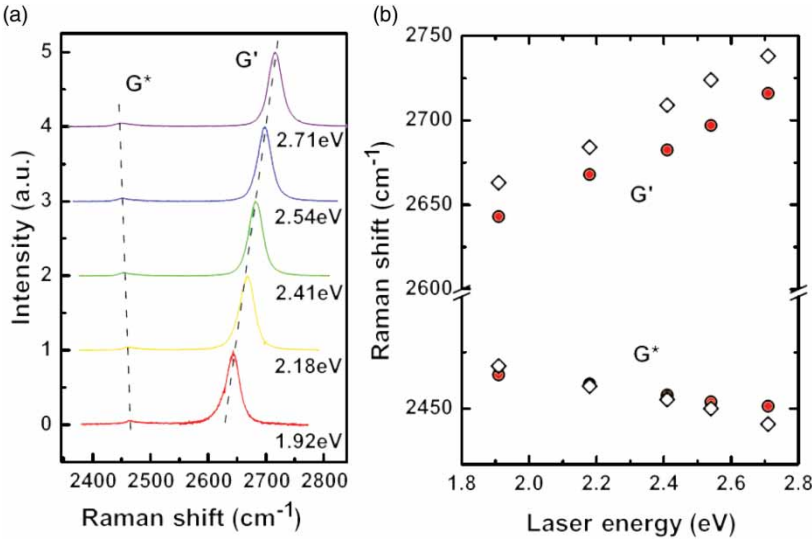 (a)
5
4
3
2
1
0
Intensity (a.u.)
G*
G'
2.71eV
2.54eV
2.41eV
2.18eV
1.92eV
2400 2500 2600 2700 2800
Raman shift (cm⁻¹)
(b)
2750
2700
2650
2600
2450
Raman shift (cm⁻¹)
G'
G*
1.8 2.0 2.2 2.4 2.6 2.8
Laser energy (eV)